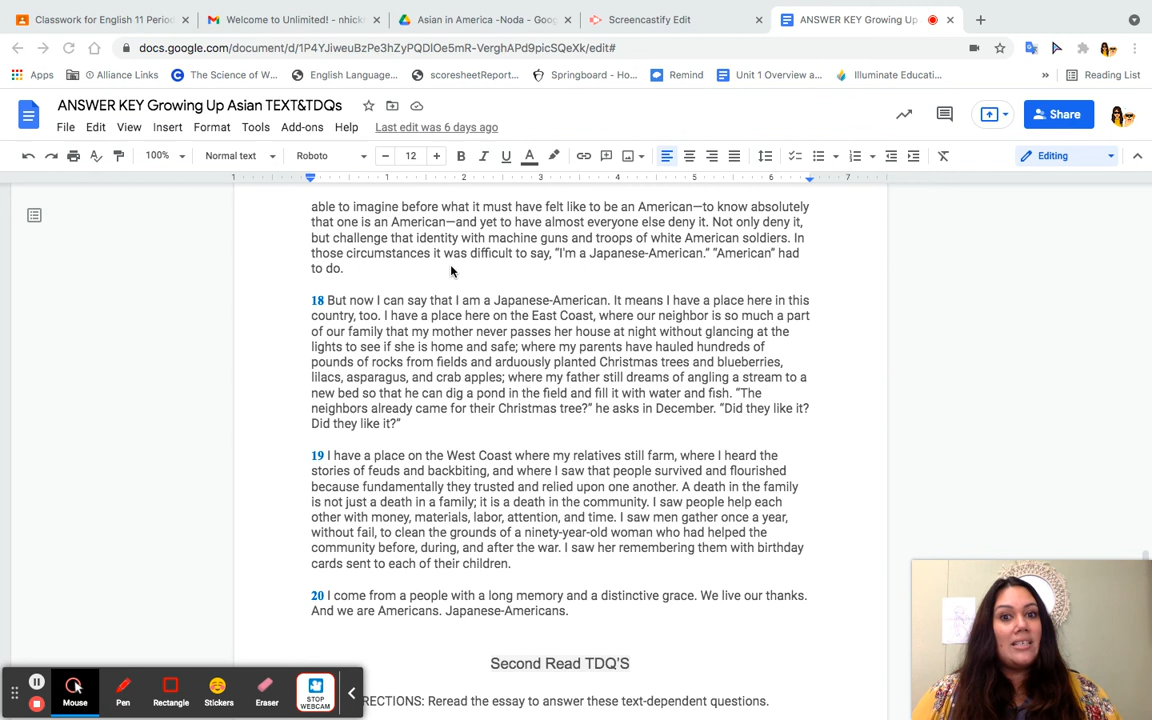 Classwork for English 11 Period
Welcome to Unlimited! - nhick
Asian in America -Noda - Goog
Screencastify Edit
ANSWER KEY Growing Up
docs.google.com/document/d/1P4YJiweuBzPe3hZyPQDIOe5mR-VerghAPd9picSQeXk/edit#
Apps
Alliance Links
The Science of W...
English Language...
scoresheetReport...
Springboard - Ho...
Remind
Unit 1 Overview a...
Illuminate Educati...
»
Reading List
ANSWER KEY Growing Up Asian TEXT&TDQs
File Edit View Insert Format Tools Add-ons Help Last edit was 6 days ago
Share
100% Normal text Roboto 12 Editing
1 1 2 3 4 5 6 7
able to imagine before what it must have felt like to be an American—to know absolutely
that one is an American—and yet to have almost everyone else deny it. Not only deny it,
but challenge that identity with machine guns and troops of white American soldiers. In
those circumstances it was difficult to say, "I'm a Japanese-American." "American" had
to do.
18 But now I can say that I am a Japanese-American. It means I have a place here in this
country, too. I have a place here on the East Coast, where our neighbor is so much a part
of our family that my mother never passes her house at night without glancing at the
lights to see if she is home and safe; where my parents have hauled hundreds of
pounds of rocks from fields and arduously planted Christmas trees and blueberries,
lilacs, asparagus, and crab apples; where my father still dreams of angling a stream to a
new bed so that he can dig a pond in the field and fill it with water and fish. "The
neighbors already came for their Christmas tree?" he asks in December. "Did they like it?
Did they like it?"
19 I have a place on the West Coast where my relatives still farm, where I heard the
stories of feuds and backbiting, and where I saw that people survived and flourished
because fundamentally they trusted and relied upon one another. A death in the family
is not just a death in a family; it is a death in the community. I saw people help each
other with money, materials, labor, attention, and time. I saw men gather once a year,
without fail, to clean the grounds of a ninety-year-old woman who had helped the
community before, during, and after the war. I saw her remembering them with birthday
cards sent to each of their children.
20 I come from a people with a long memory and a distinctive grace. We live our thanks.
And we are Americans. Japanese-Americans.
Second Read TDQ'S
RECTIONS: Reread the essay to answer these text-dependent questions.
Mouse
Pen
Rectangle
Stickers
Eraser
STOP
WEBCAM